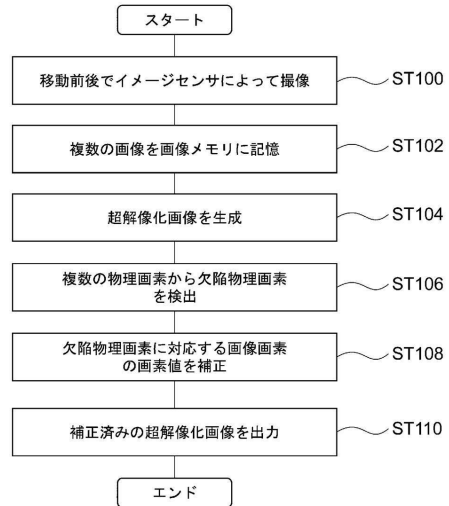 スタート
移動前後でイメージセンサによって撮像
ST100
複数の画像を画像メモリに記憶
ST102
超解像化画像を生成
ST104
複数の物理画素から欠陥物理画素
を検出
ST106
欠陥物理画素に対応する画像画素
の画素値を補正
ST108
補正済みの超解像化画像を出力
ST110
エンド